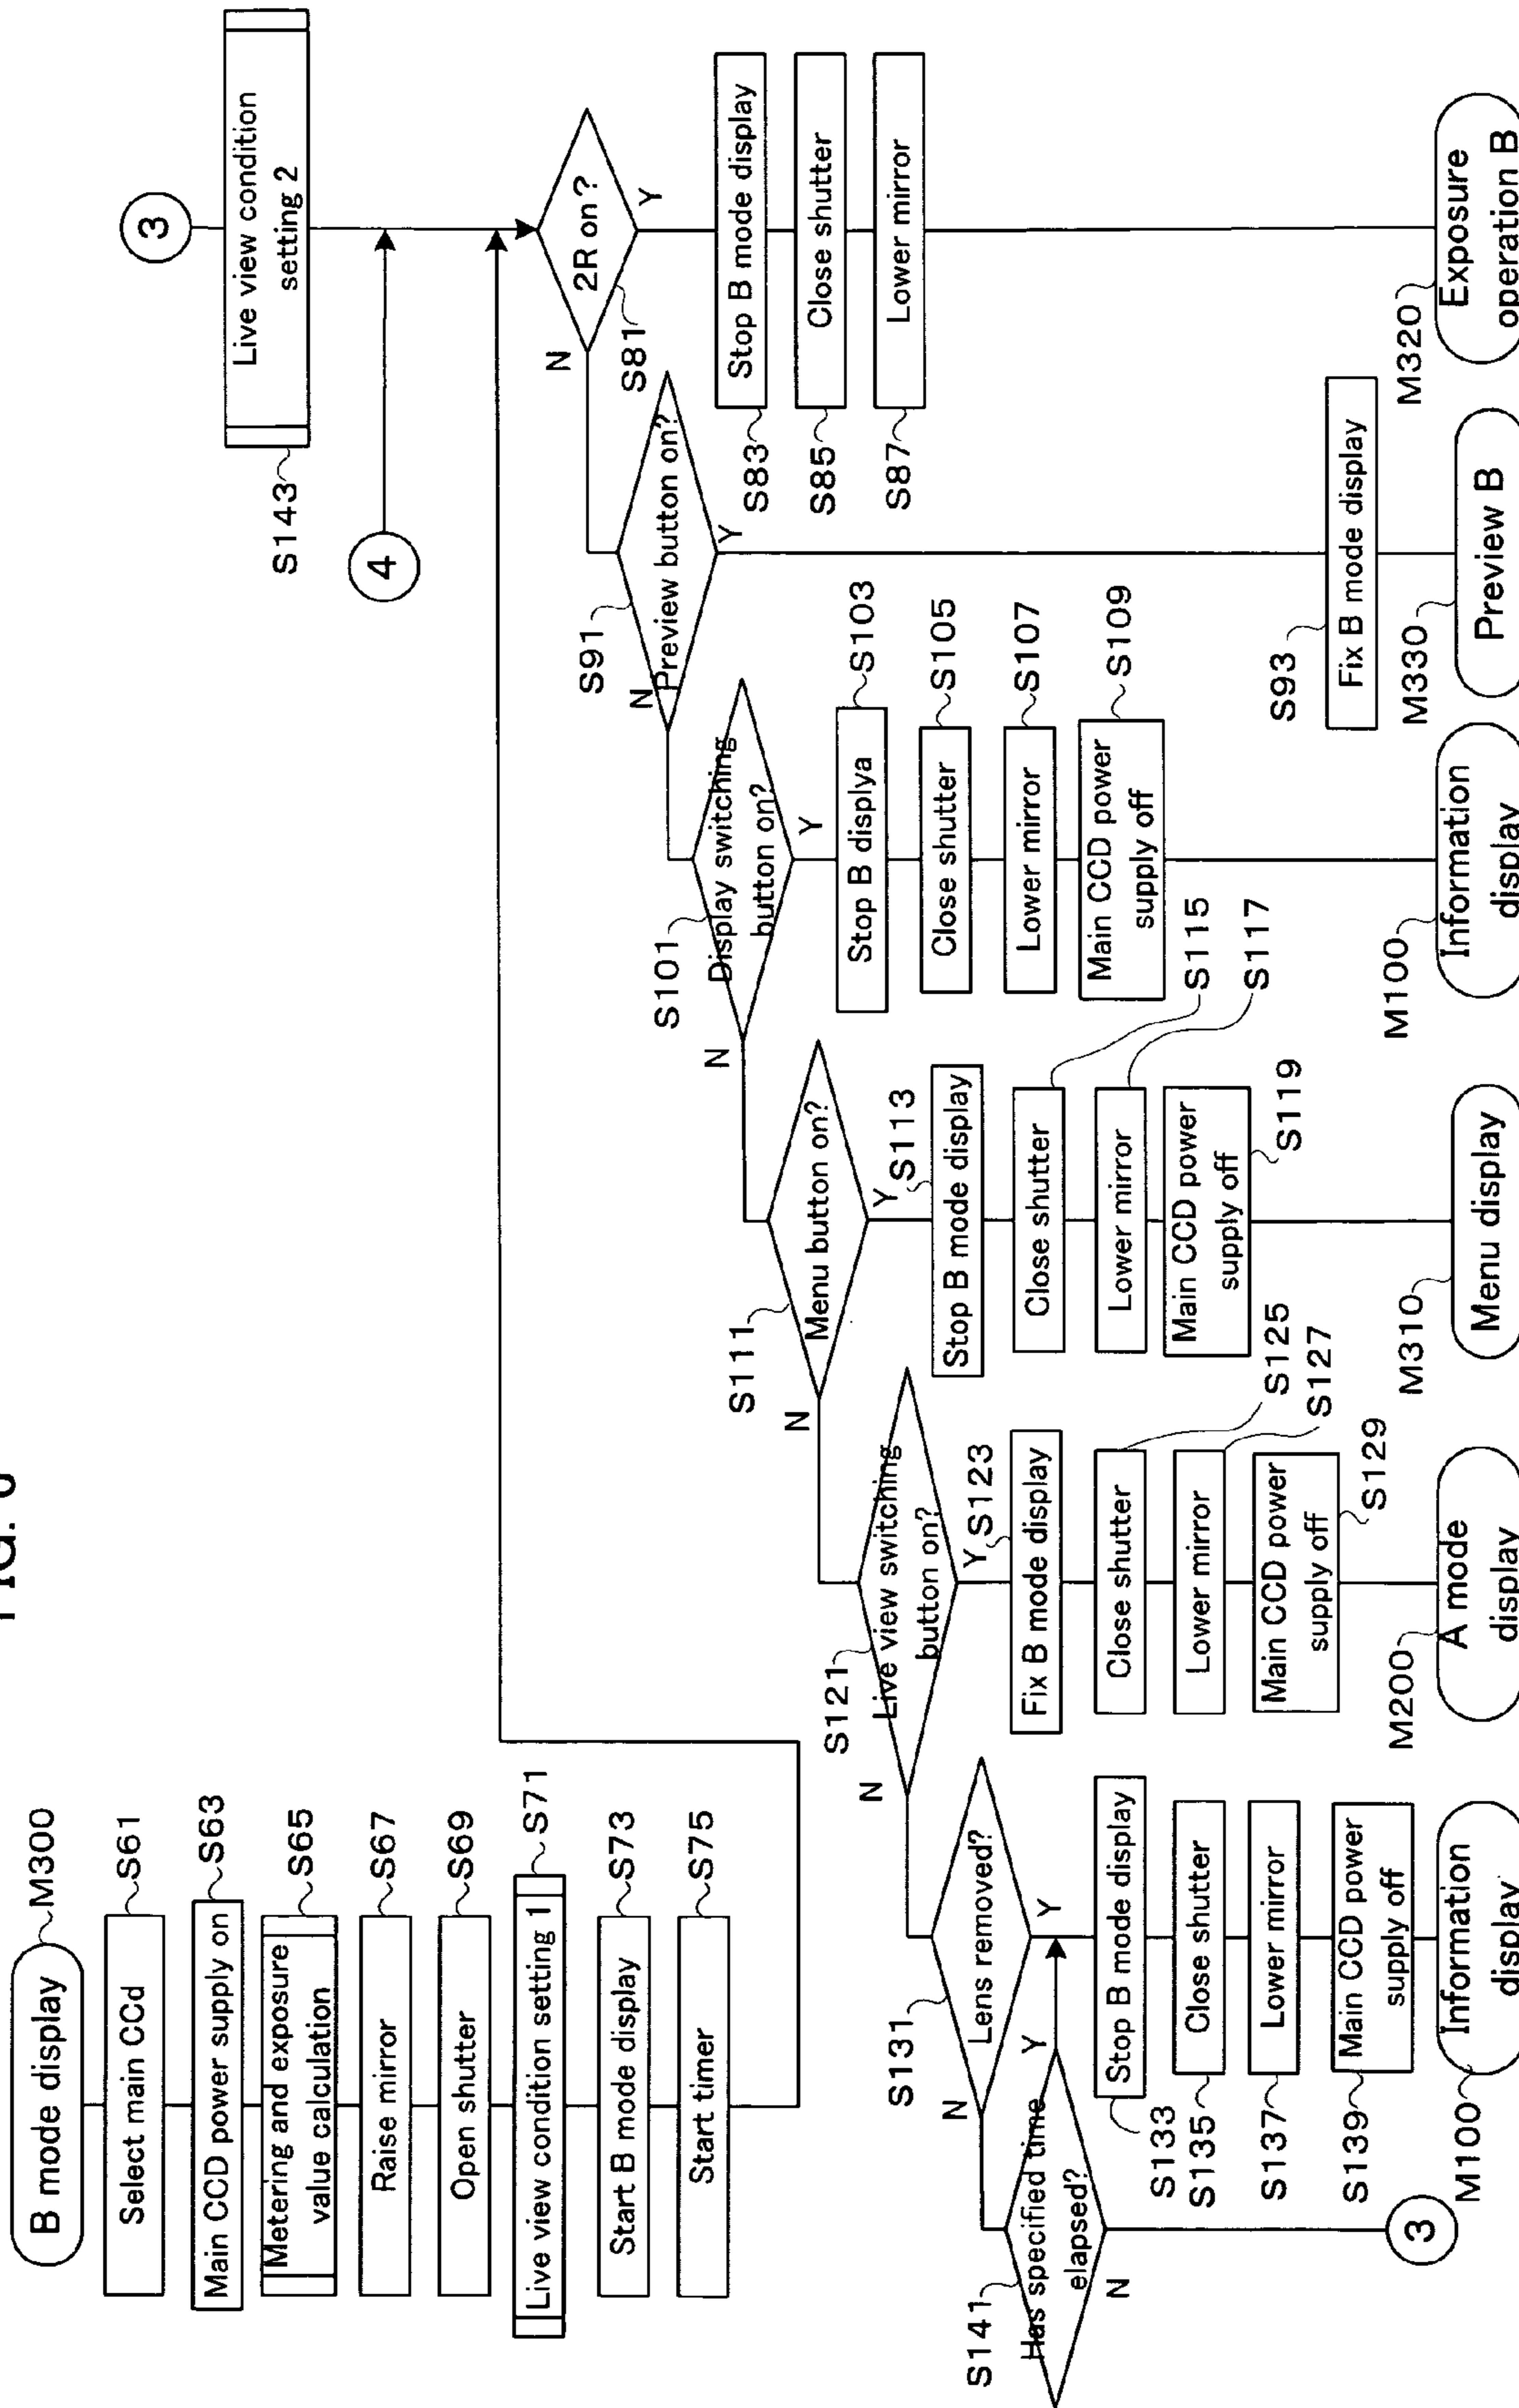 B mode display
M300
Select main CCd
S61
Main CCD power supply on
S63
Metering and exposure
value calculation
S65
Raise mirror
S67
Open shutter
S69
Live view condition setting 1
S71
Start B mode display
S73
Start timer
S75
3
Live view condition
setting 2
S143
4
2R on ?
S81
N
Y
Stop B mode display
S83
Close shutter
S85
Lower mirror
S87
M320
Exposure
operation B
Preview button on?
S91
N
Y
S93
Fix B mode display
M330
Preview B
Display switching
button on?
S101
N
Y
Stop B displya
S103
Close shutter
S105
Lower mirror
S107
Main CCD power
supply off
S109
M100
Information
display
Menu button on?
S111
N
Y
S113
Stop B mode display
Close shutter
S115
Lower mirror
S117
Main CCD power
supply off
S119
M310
Menu display
Live view switching
button on?
S121
N
Y
S123
Fix B mode display
Close shutter
S125
Lower mirror
S127
Main CCD power
supply off
S129
M200
A mode
display
Lens removed?
S131
N
Y
Stop B mode display
S133
Close shutter
S135
Lower mirror
S137
Main CCD power
supply off
S139
M100
Information
display
Has specified time
elapsed?
S141
Y
N
3